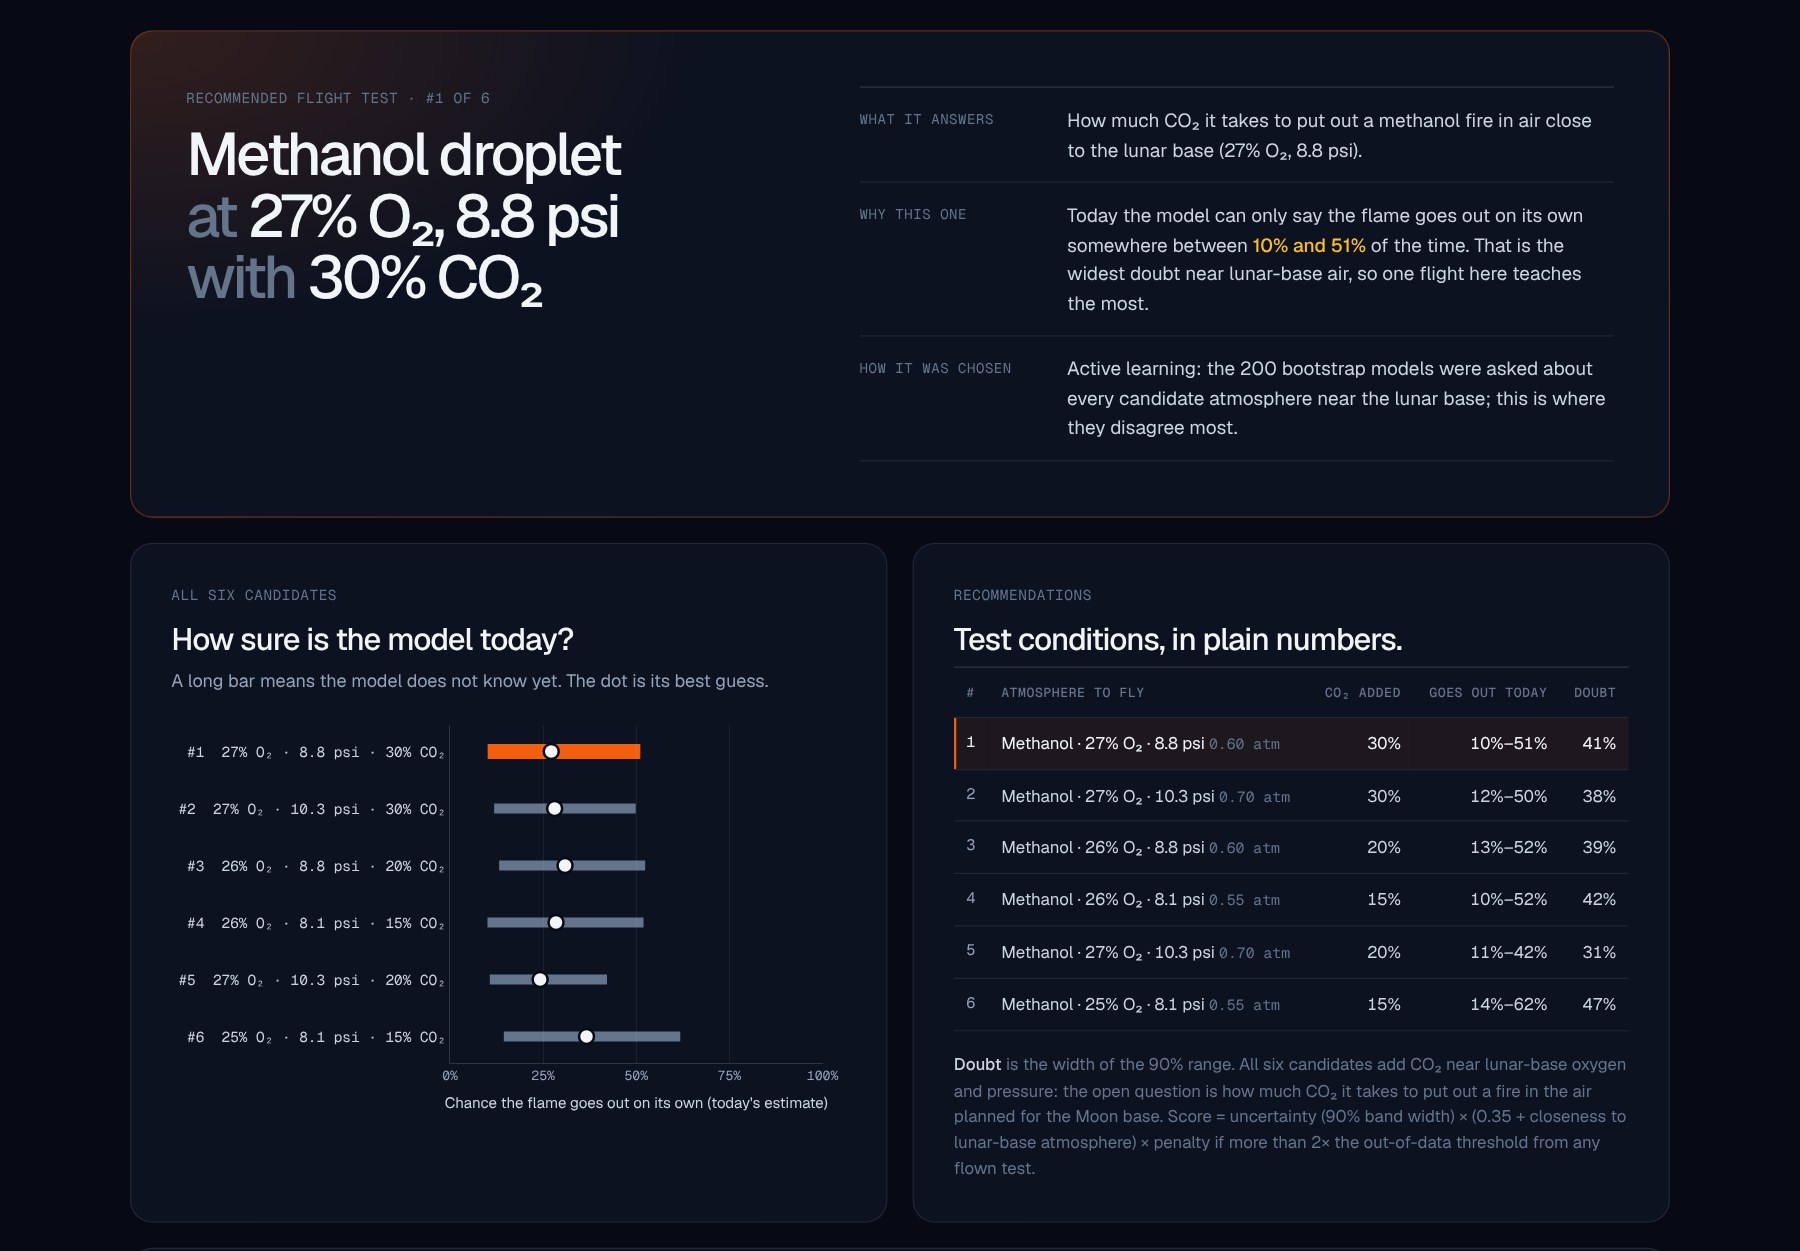 RECOMMENDED FLIGHT TEST · #1 OF 6
Methanol droplet
at 27% O₂, 8.8 psi
with 30% CO₂
WHAT IT ANSWERS
How much CO₂ it takes to put out a methanol fire in air close
to the lunar base (27% O₂, 8.8 psi).
WHY THIS ONE
Today the model can only say the flame goes out on its own
somewhere between 10% and 51% of the time. That is the
widest doubt near lunar-base air, so one flight here teaches
the most.
HOW IT WAS CHOSEN
Active learning: the 200 bootstrap models were asked about
every candidate atmosphere near the lunar base; this is where
they disagree most.
ALL SIX CANDIDATES
How sure is the model today?
A long bar means the model does not know yet. The dot is its best guess.
#1 27% O₂ · 8.8 psi · 30% CO₂
#2 27% O₂ · 10.3 psi · 30% CO₂
#3 26% O₂ · 8.8 psi · 20% CO₂
#4 26% O₂ · 8.1 psi · 15% CO₂
#5 27% O₂ · 10.3 psi · 20% CO₂
#6 25% O₂ · 8.1 psi · 15% CO₂
0% 25% 50% 75% 100%
Chance the flame goes out on its own (today's estimate)
RECOMMENDATIONS
Test conditions, in plain numbers.
# ATMOSPHERE TO FLY CO₂ ADDED GOES OUT TODAY DOUBT
1 Methanol · 27% O₂ · 8.8 psi 0.60 atm 30% 10%–51% 41%
2 Methanol · 27% O₂ · 10.3 psi 0.70 atm 30% 12%–50% 38%
3 Methanol · 26% O₂ · 8.8 psi 0.60 atm 20% 13%–52% 39%
4 Methanol · 26% O₂ · 8.1 psi 0.55 atm 15% 10%–52% 42%
5 Methanol · 27% O₂ · 10.3 psi 0.70 atm 20% 11%–42% 31%
6 Methanol · 25% O₂ · 8.1 psi 0.55 atm 15% 14%–62% 47%
Doubt is the width of the 90% range. All six candidates add CO₂ near lunar-base oxygen
and pressure: the open question is how much CO₂ it takes to put out a fire in the air
planned for the Moon base. Score = uncertainty (90% band width) × (0.35 + closeness to
lunar-base atmosphere) × penalty if more than 2× the out-of-data threshold from any
flown test.